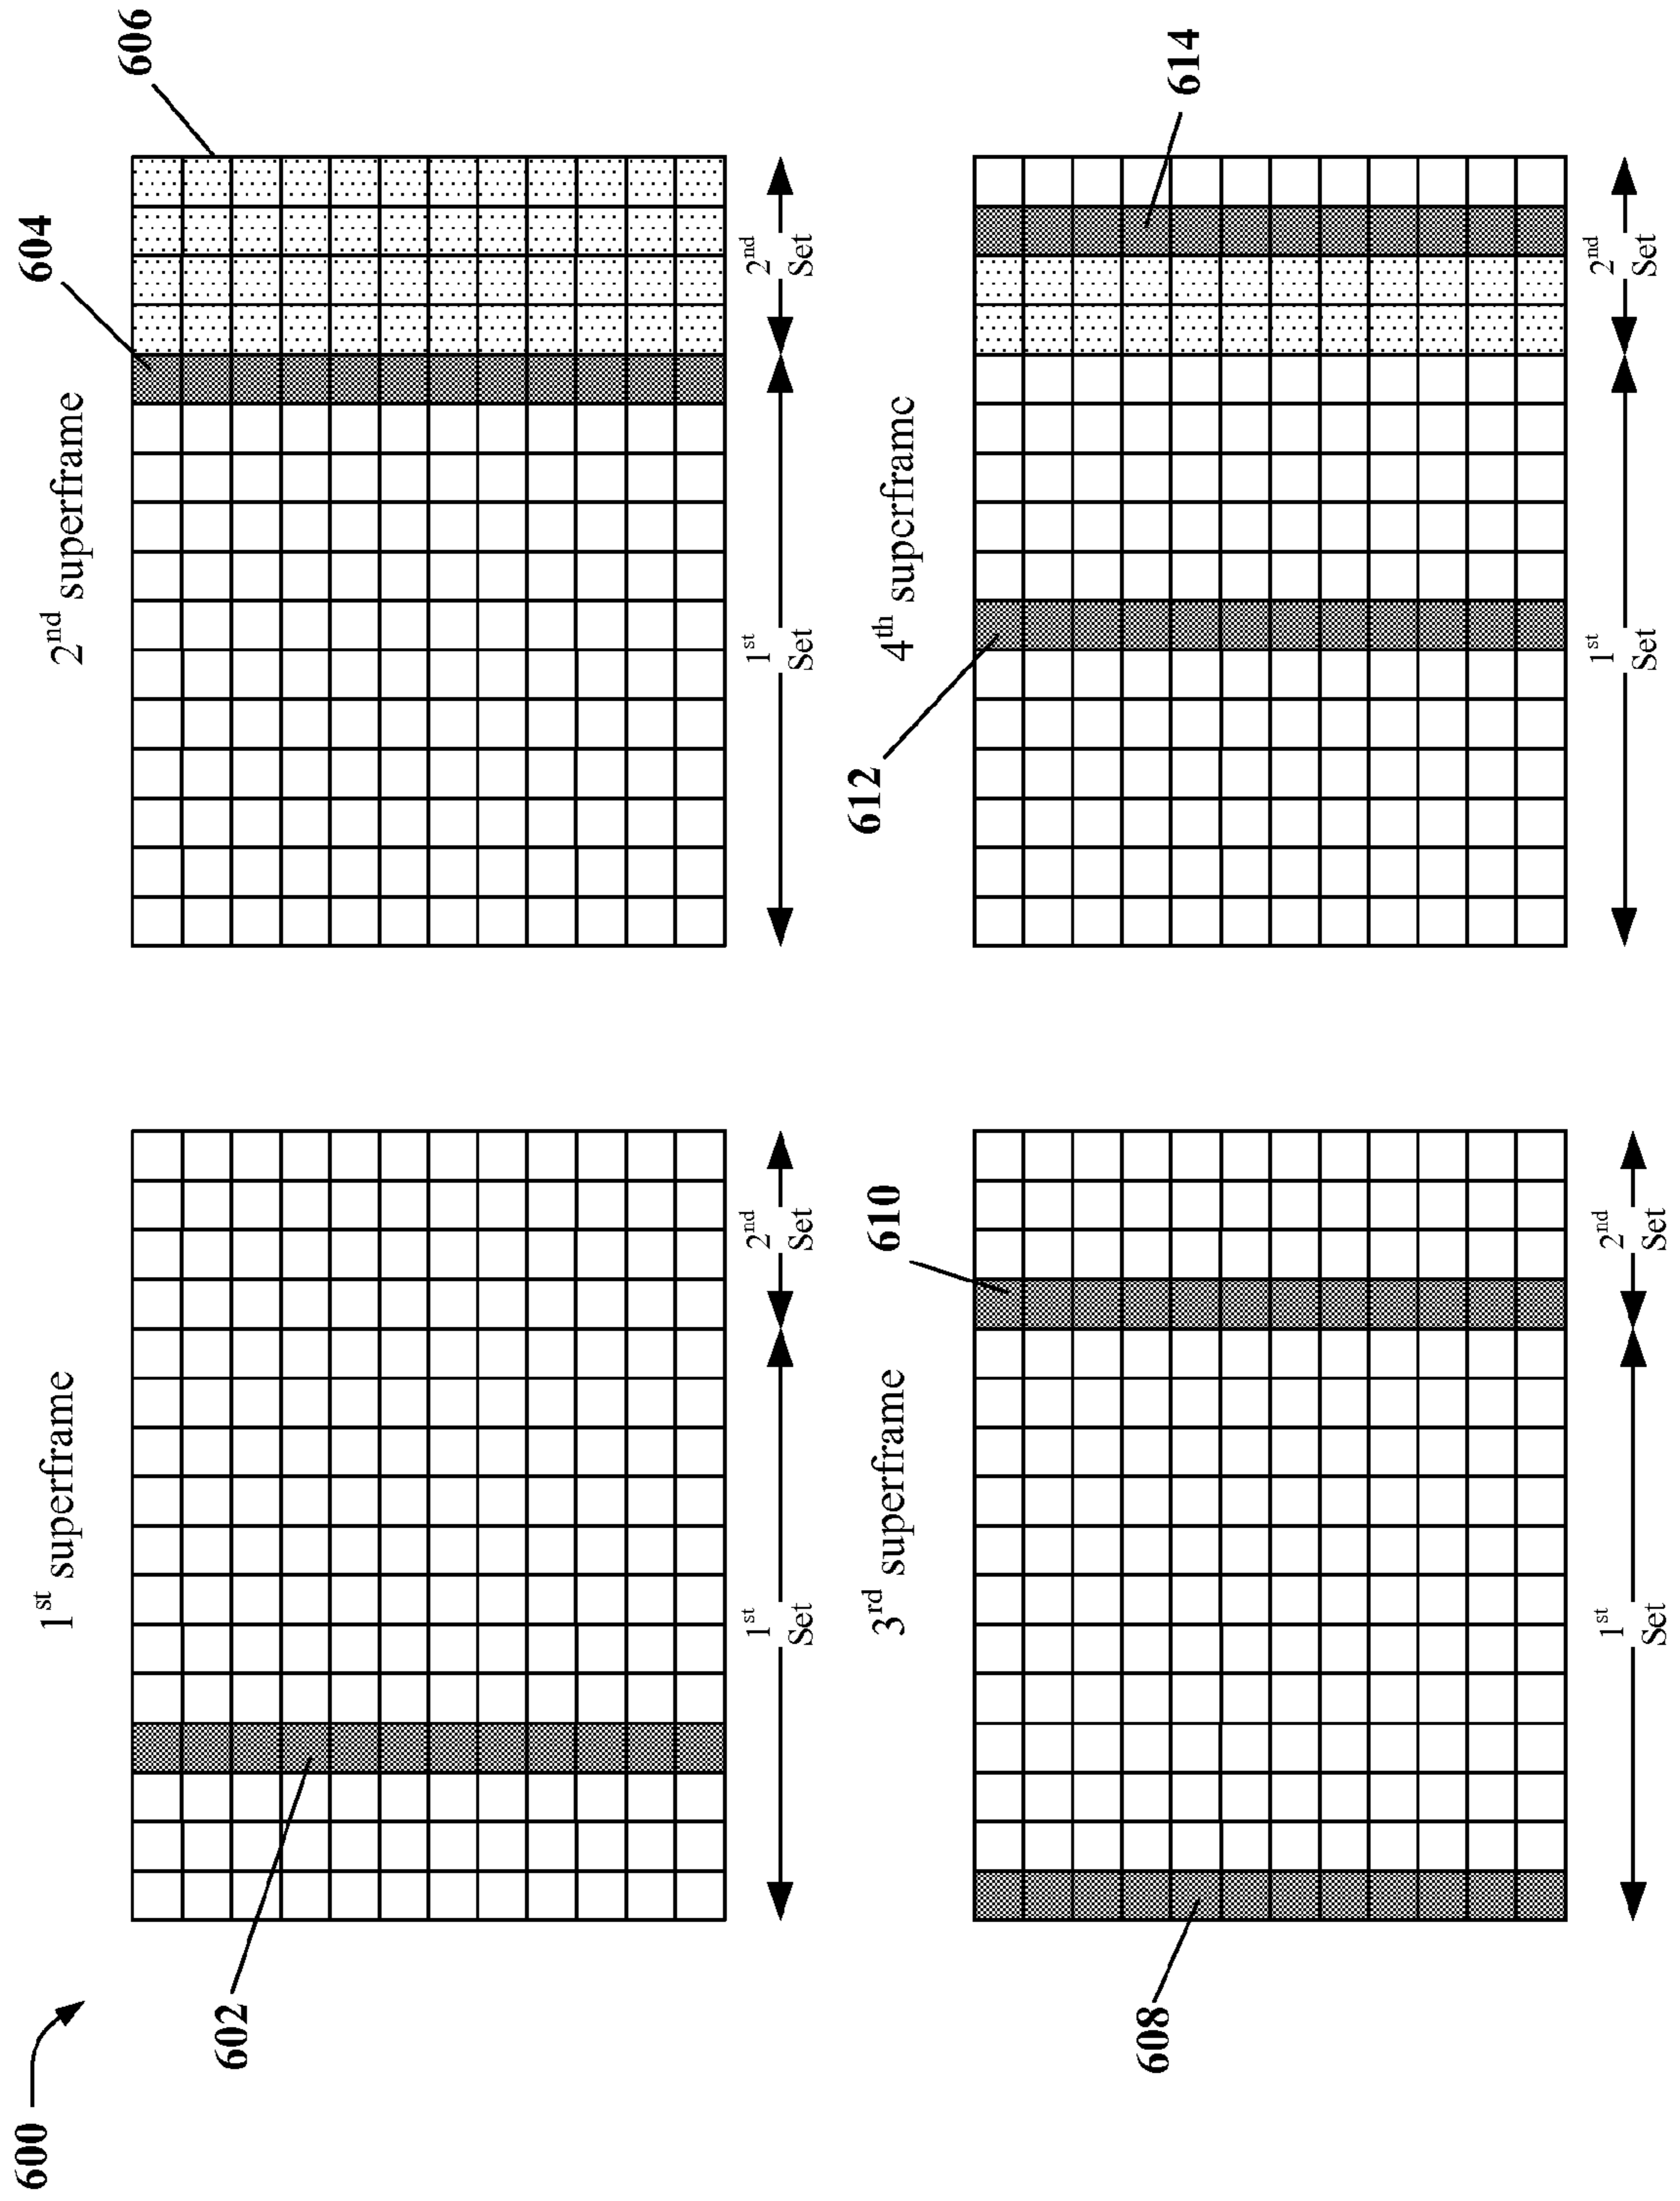 600
1st superframe
602
1st Set
2nd Set
2nd superframe
604
606
1st Set
2nd Set
3rd superframe
608
610
1st Set
2nd Set
4th superframe
612
614
1st Set
2nd Set